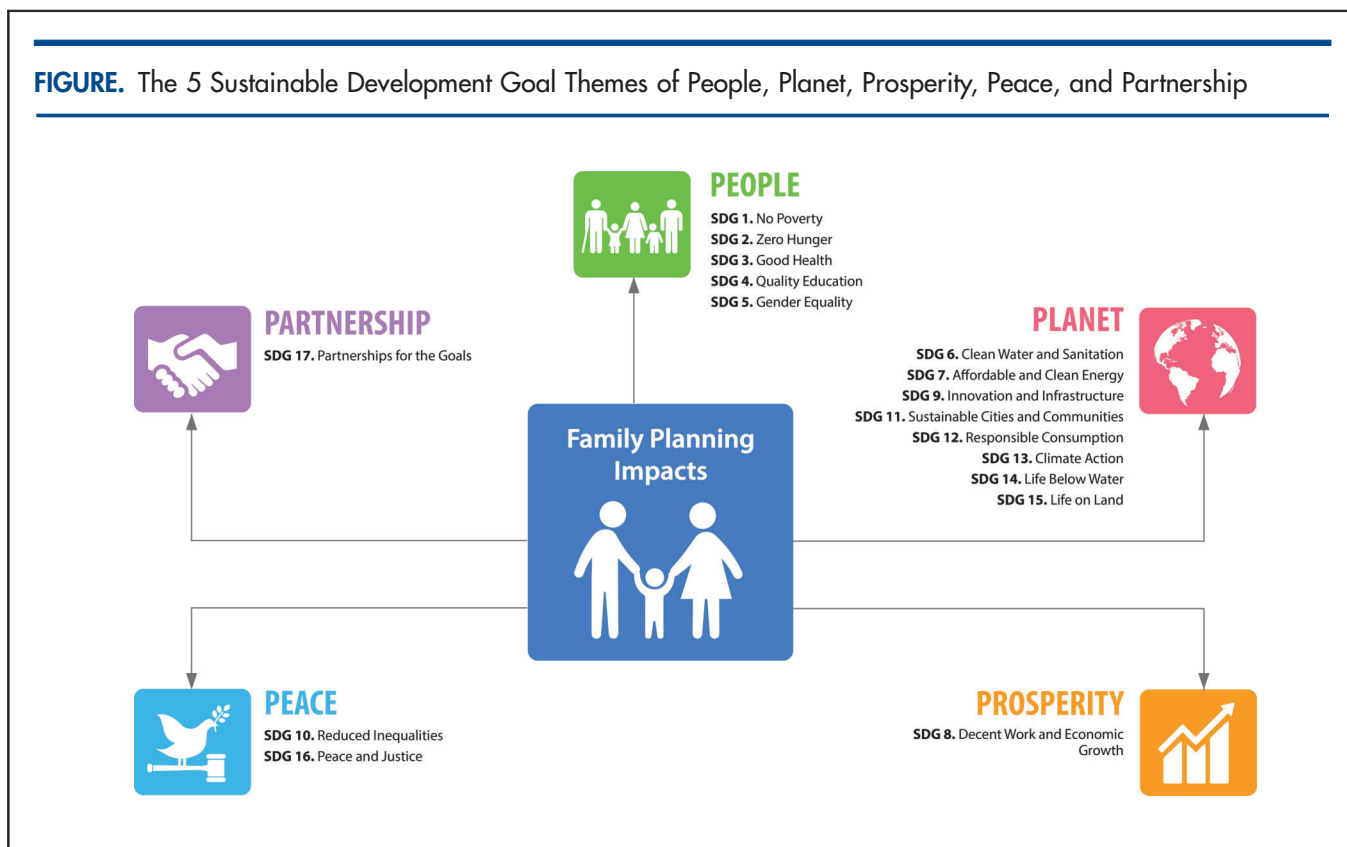 FIGURE. The 5 Sustainable Development Goal Themes of People, Planet, Prosperity, Peace, and Partnership
PEOPLE
SDG 1. No Poverty
SDG 2. Zero Hunger
SDG 3. Good Health
SDG 4. Quality Education
SDG 5. Gender Equality
PARTNERSHIP
SDG 17. Partnerships for the Goals
PLANET
SDG 6. Clean Water and Sanitation
SDG 7. Affordable and Clean Energy
SDG 9. Innovation and Infrastructure
SDG 11. Sustainable Cities and Communities
SDG 12. Responsible Consumption
SDG 13. Climate Action
SDG 14. Life Below Water
SDG 15. Life on Land
Family Planning
Impacts
PEACE
SDG 10. Reduced Inequalities
SDG 16. Peace and Justice
PROSPERITY
SDG 8. Decent Work and Economic
Growth